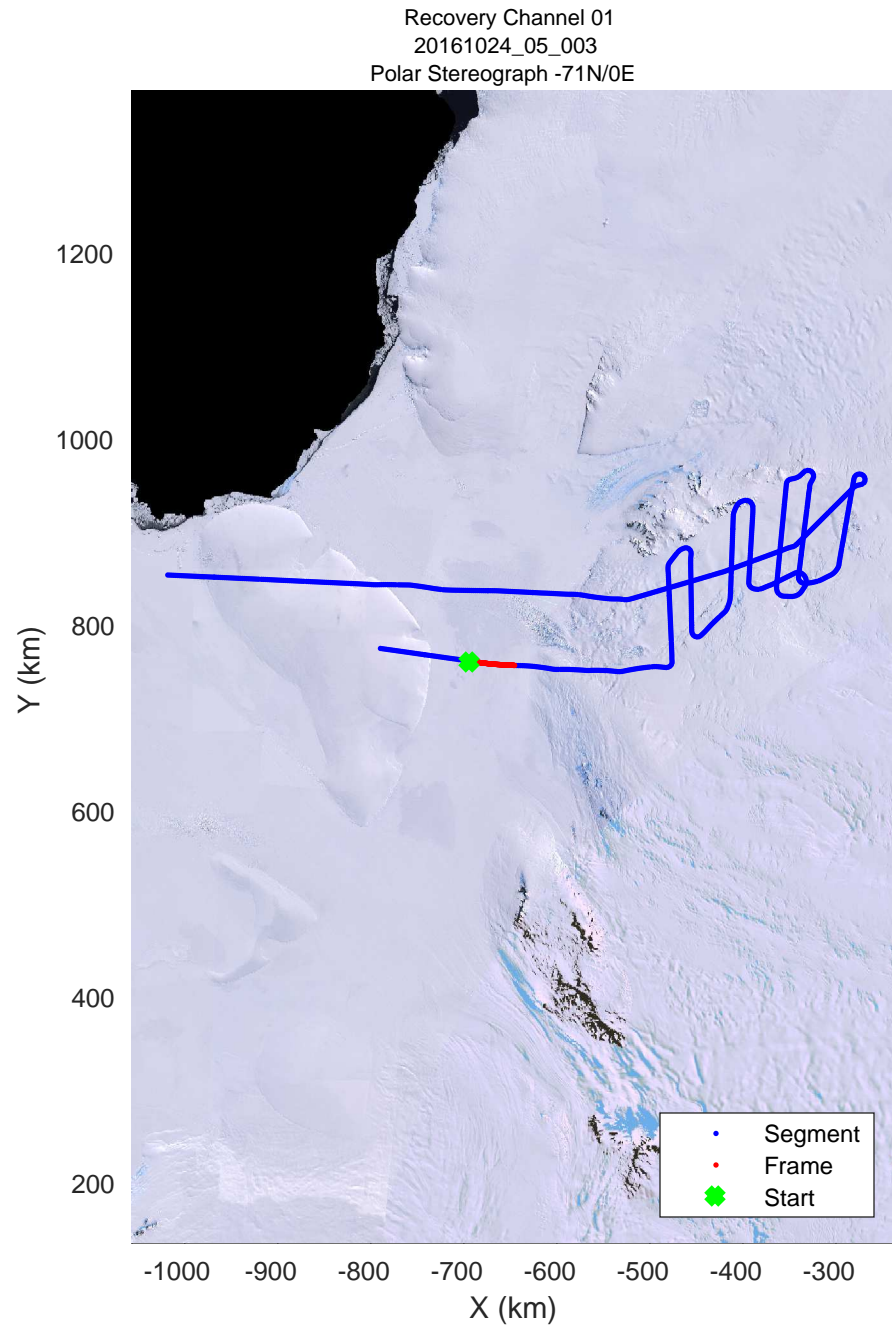 Recovery Channel 01
20161024_05_003
Polar Stereograph -71N/0E
1200
1000
800
600
400
200
Y (km)
-1000 -900 -800 -700 -600 -500 -400 -300
X (km)
Segment
Frame
Start